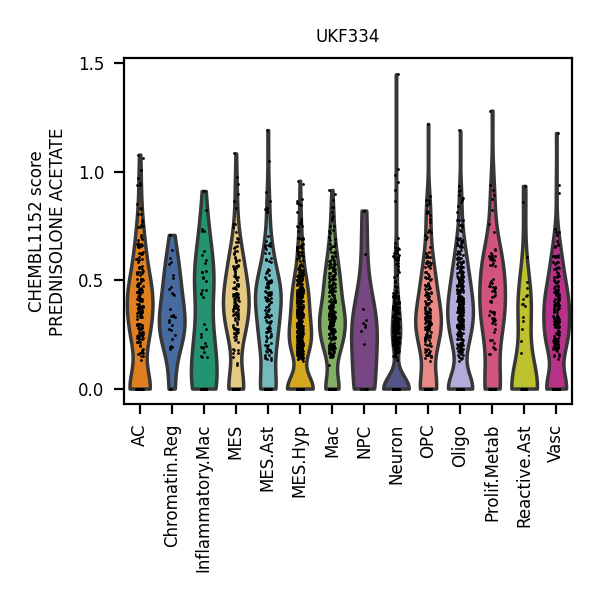 UKF334
CHEMBL1152 score
PREDNISOLONE ACETATE
1.5
1.0
0.5
0.0
AC
Chromatin.Reg
Inflammatory.Mac
MES
MES.Ast
MES.Hyp
Mac
NPC
Neuron
OPC
Oligo
Prolif.Metab
Reactive.Ast
Vasc